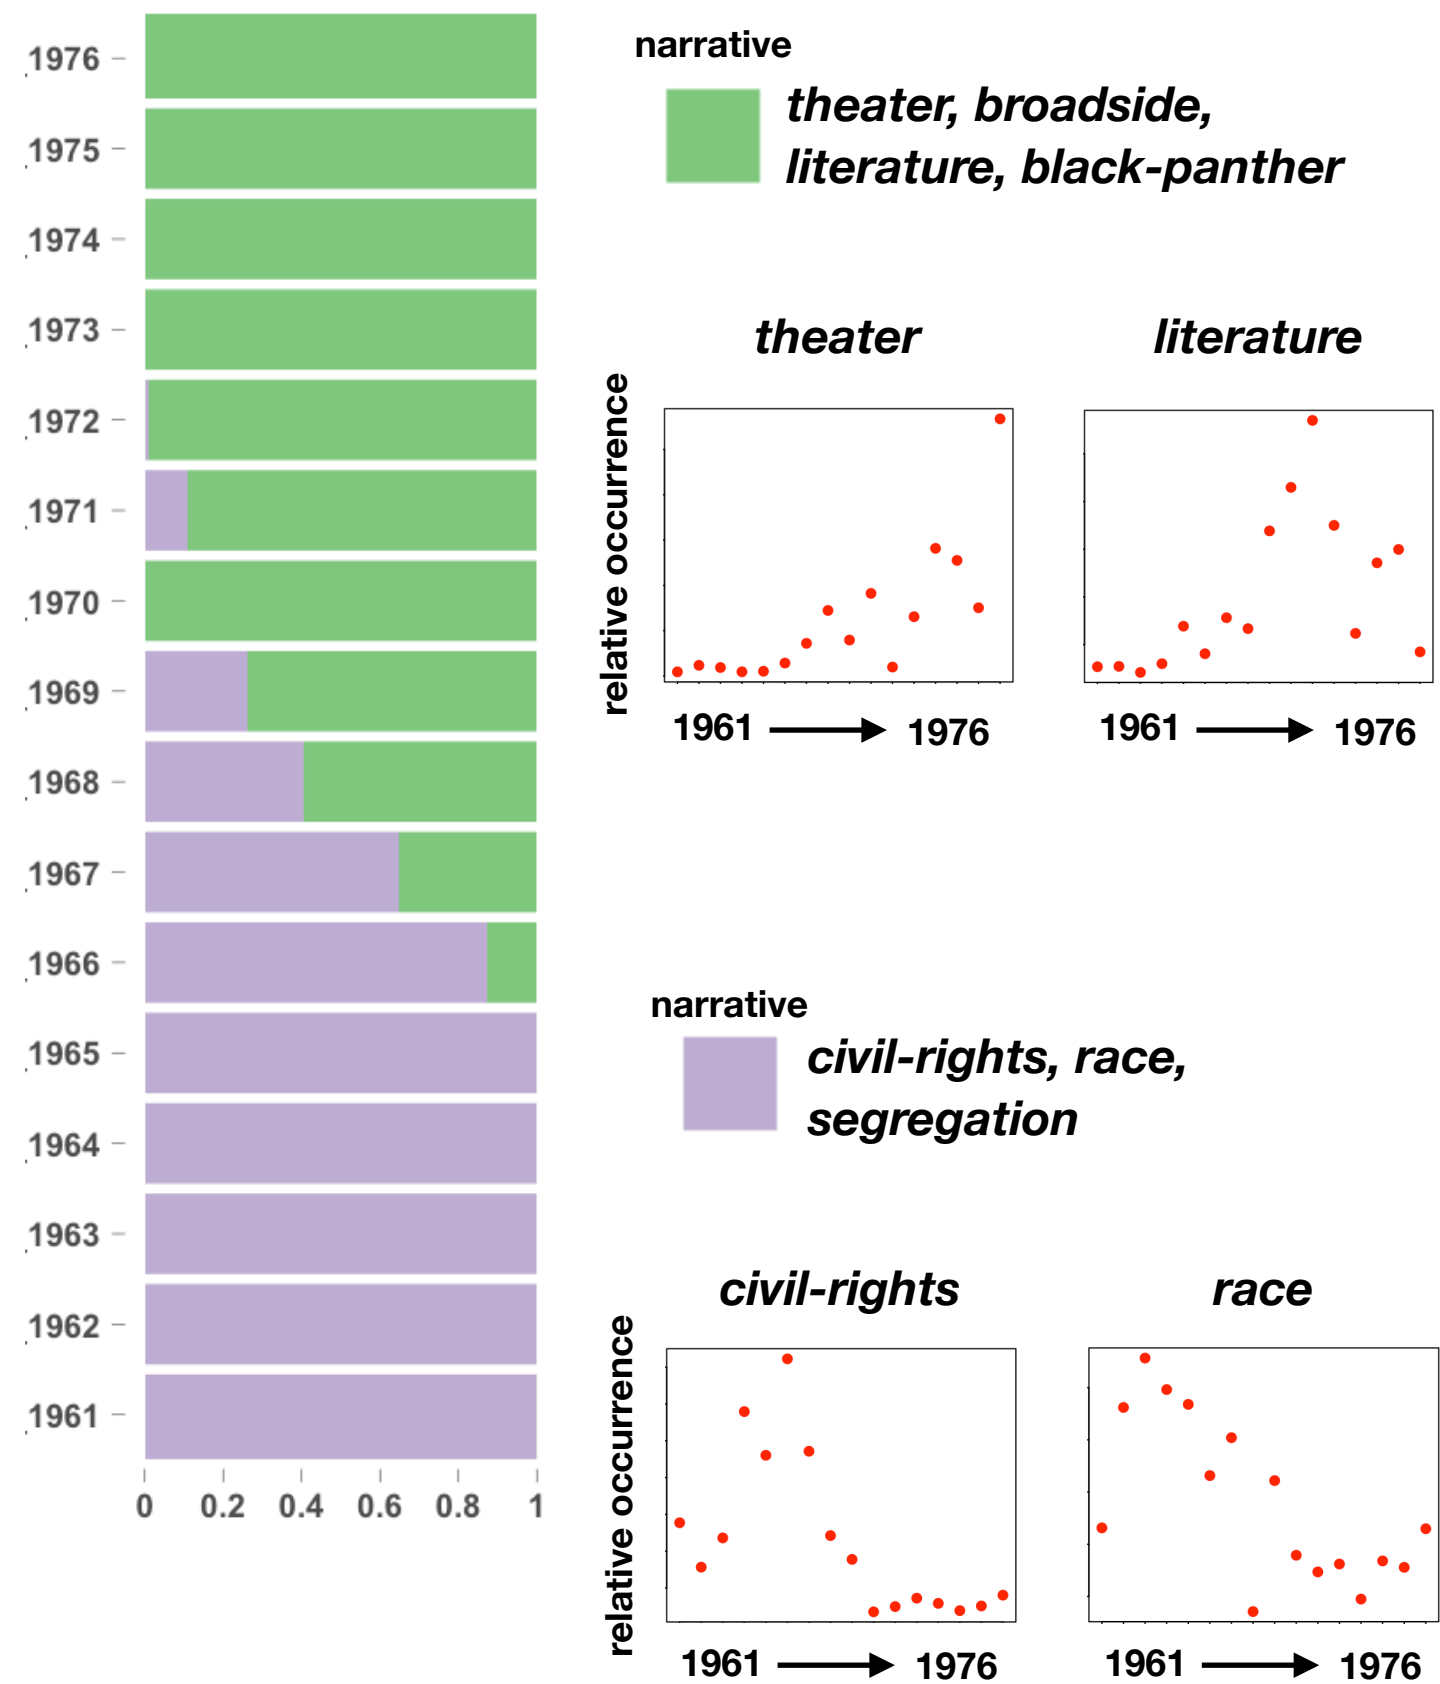 1976
1975
1974
1973
1972
1971
1970
1969
1968
1967
1966
1965
1964
1963
1962
1961
0 0.2 0.4 0.6 0.8 1
narrative
theater, broadside,
literature, black-panther
theater
literature
relative occurrence
1961 1976
1961 1976
narrative
civil-rights, race,
segregation
civil-rights
race
relative occurrence
1961 1976
1961 1976